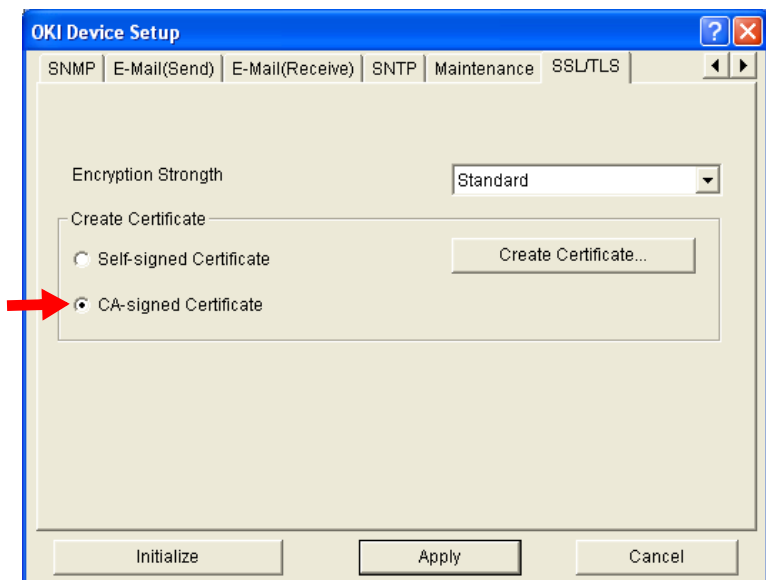 OKI Device Setup
SNMP E-Mail(Send) E-Mail(Receive) SNTP Maintenance SSL/TLS
Encryption Strength Standard
Create Certificate
Self-signed Certificate Create Certificate...
CA-signed Certificate
Initialize Apply Cancel